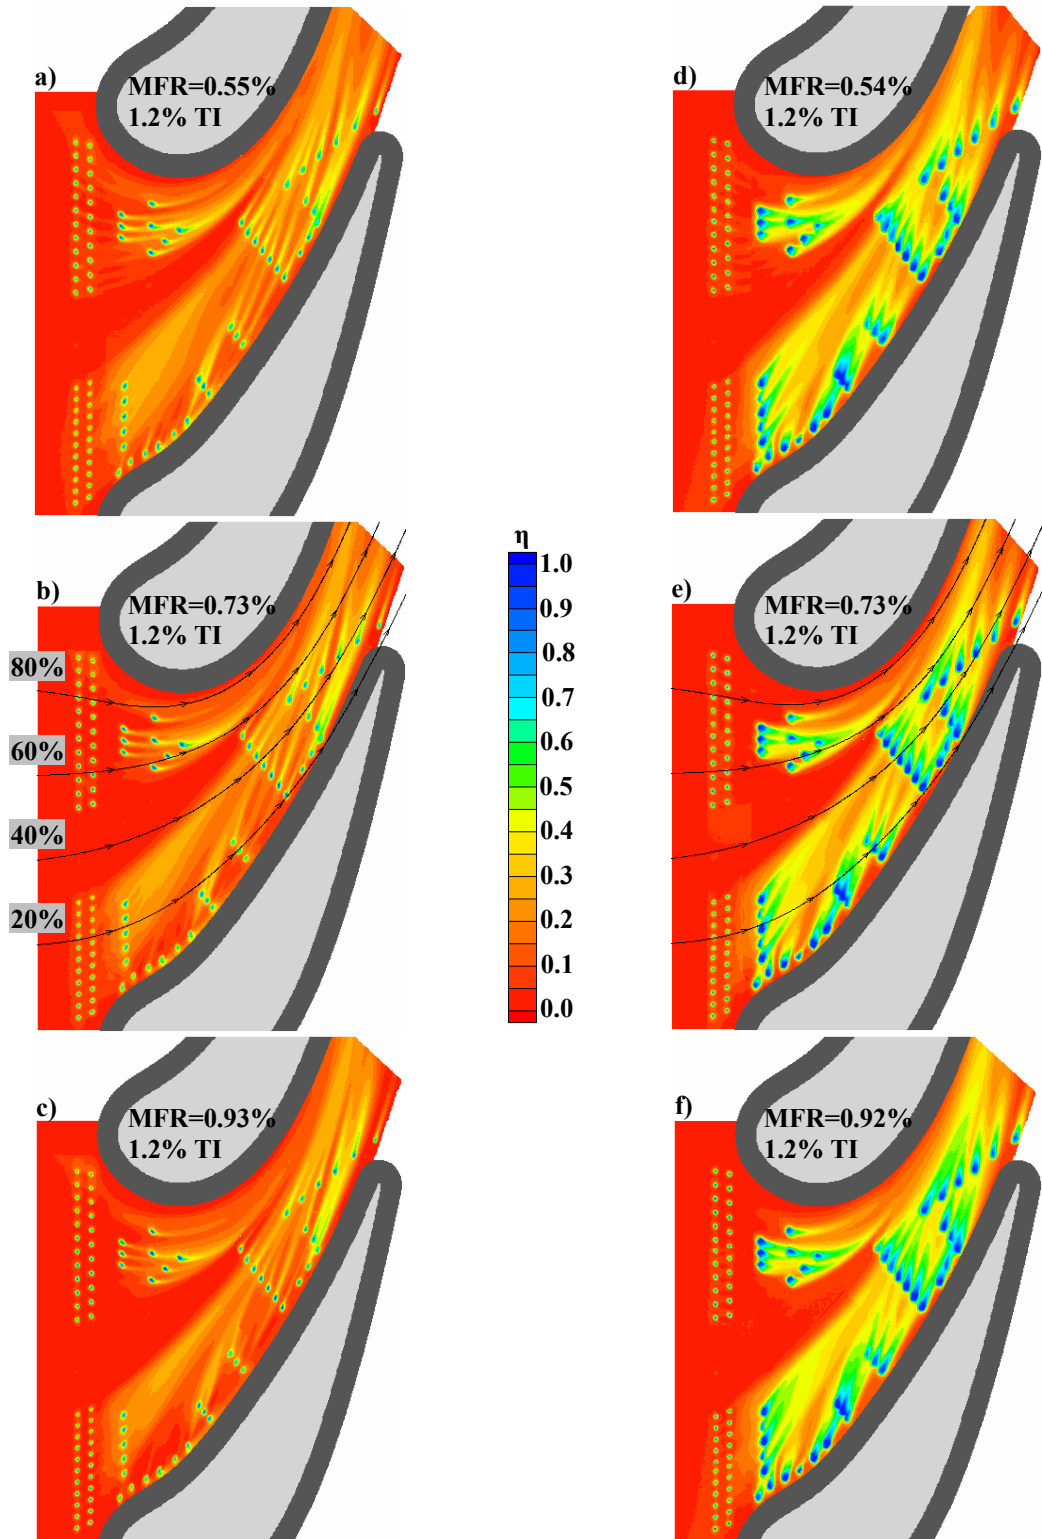 a)
MFR=0.55%
1.2% TI
d)
MFR=0.54%
1.2% TI
b)
MFR=0.73%
1.2% TI
80%
60%
40%
20%
η
1.0
0.9
0.8
0.7
0.6
0.5
0.4
0.3
0.2
0.1
0.0
e)
MFR=0.73%
1.2% TI
c)
MFR=0.93%
1.2% TI
f)
MFR=0.92%
1.2% TI